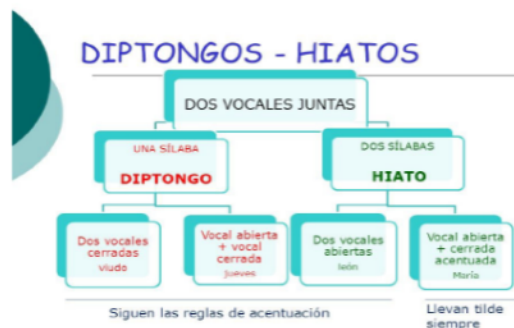 DIPTONGOS - HIATOS
DOS VOCALES JUNTAS
UNA SÍLABA
DIPTONGO
DOS SÍLABAS
HIATO
Dos vocales
cerradas
viuda
Vocal abierta
+ vocal
cerrada
jueves
Dos vocales
abiertas
león
Vocal abierta
+ cerrada
acentuada
María
Siguen las reglas de acentuación
Llevan tilde
siempre